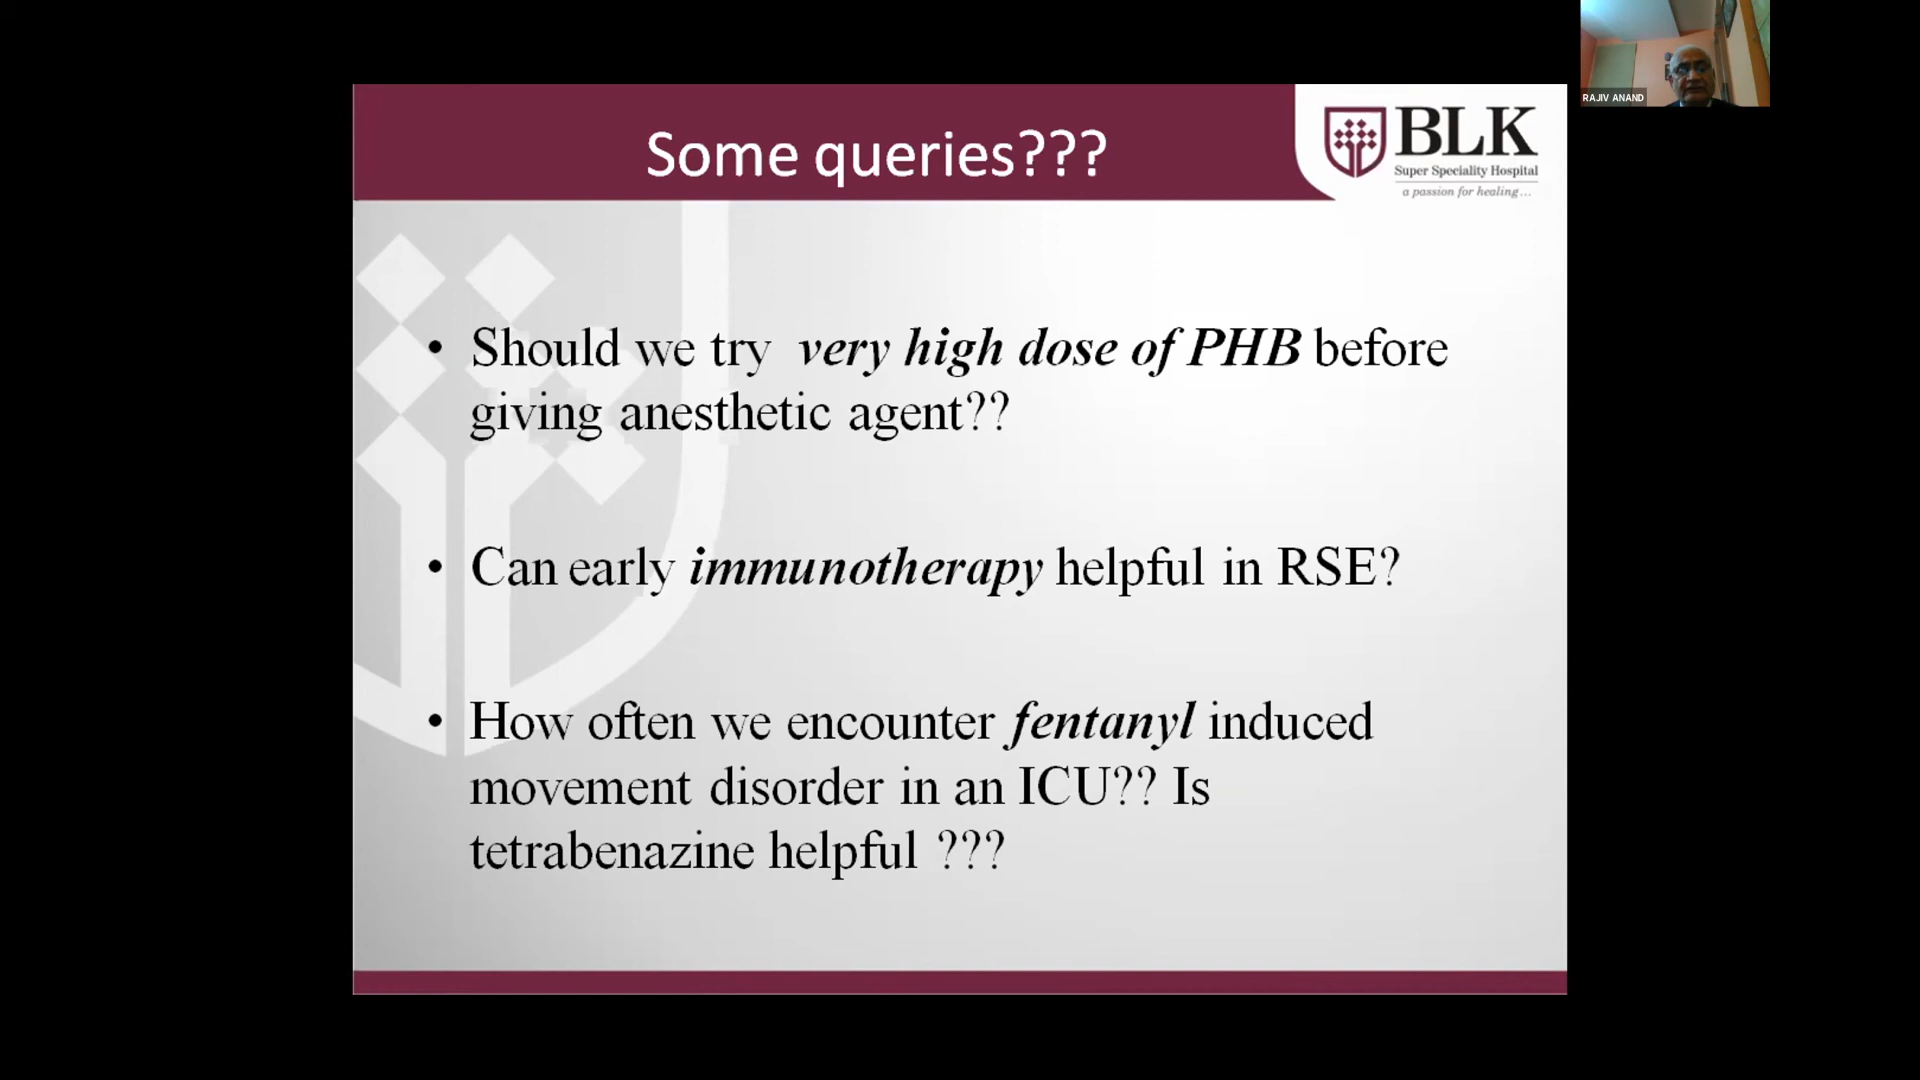 Some queries???
BLK
Super Speciality Hospital
a passion for healing...
RAJIV ANAND
• Should we try very high dose of PHB before
giving anesthetic agent??
• Can early immunotherapy helpful in RSE?
• How often we encounter fentanyl induced
movement disorder in an ICU?? Is
tetrabenazine helpful ???